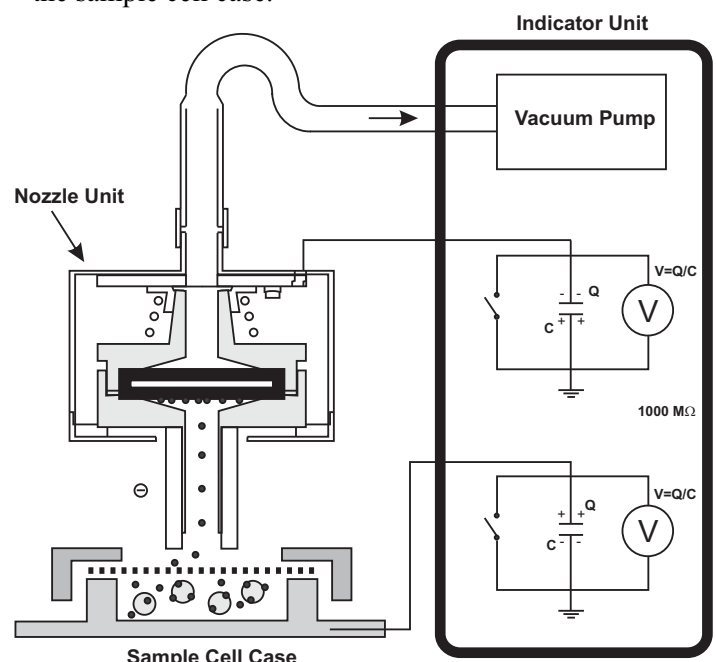 the sample cell case.
Indicator Unit
Vacuum Pump
Nozzle Unit
V=Q/C
- - Q
C + +
V
1000 MΩ
V=Q/C
+ + Q
C - -
V
Sample Cell Case